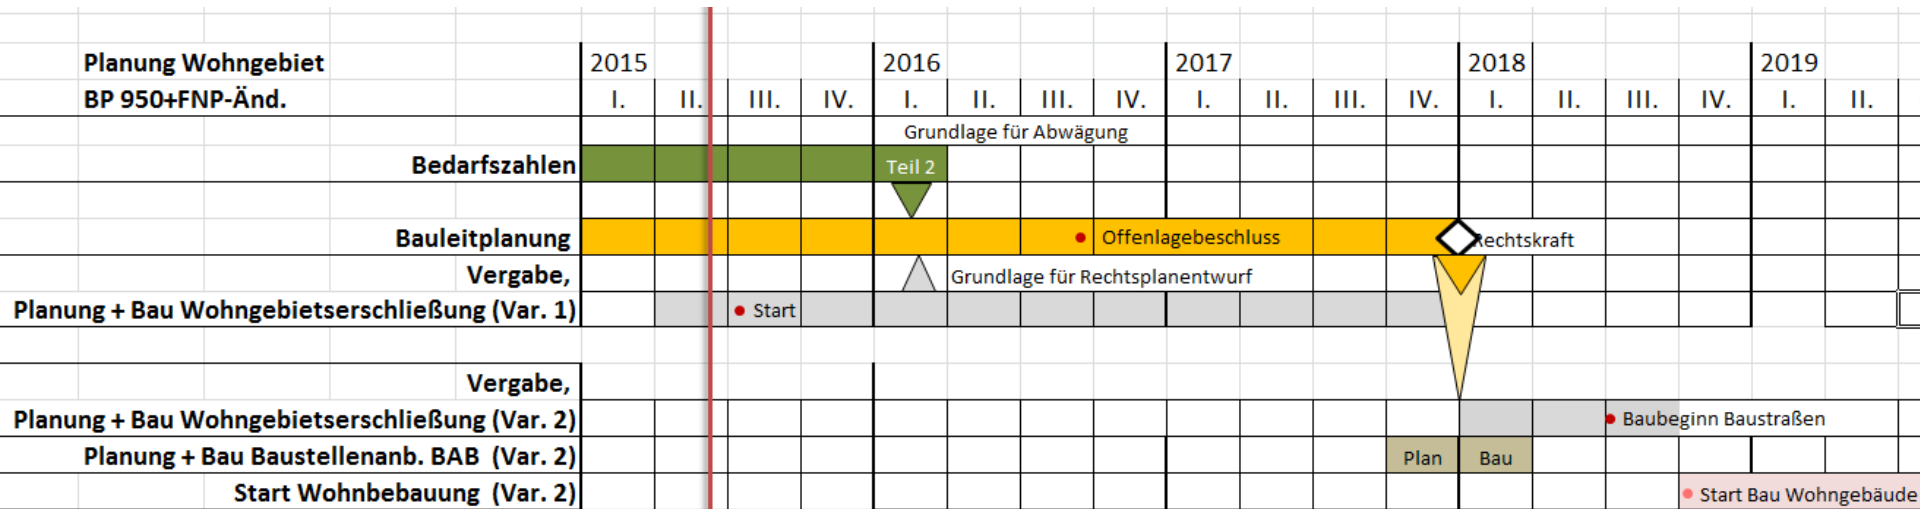 Planung Wohngebiet 2015 2016 2017 2018 2019
BP 950+FNP-Änd. I. II. III. IV. I. II. III. IV. I. II. III. IV. I. II. III. IV. I. II.
Grundlage für Abwägung
Bedarfszahlen Teil 2
Bauleitplanung Offenlagebeschluss Rechtskraft
Vergabe, Grundlage für Rechtsplanentwurf
Planung + Bau Wohngebietserschließung (Var. 1) Start
Vergabe,
Planung + Bau Wohngebietserschließung (Var. 2) Baubeginn Baustraßen
Planung + Bau Baustellenanb. BAB (Var. 2) Plan Bau
Start Wohnbebauung (Var. 2) Start Bau Wohngebäude